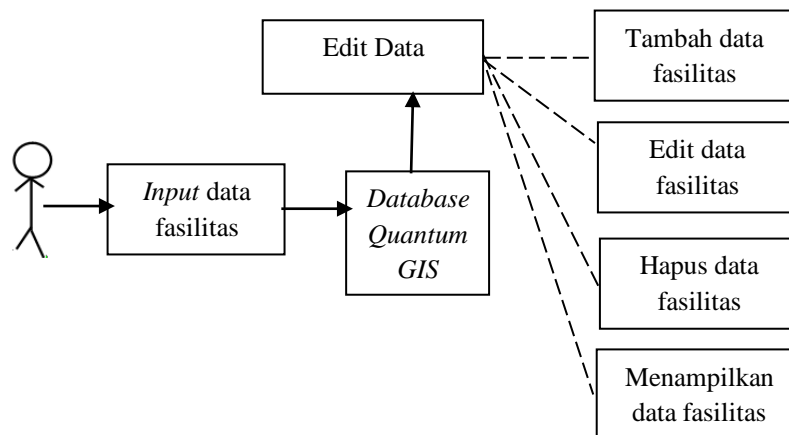 Edit Data
Tambah data
fasilitas
Edit data
fasilitas
Input data
fasilitas
Database
Quantum
GIS
Hapus data
fasilitas
Menampilkan
data fasilitas